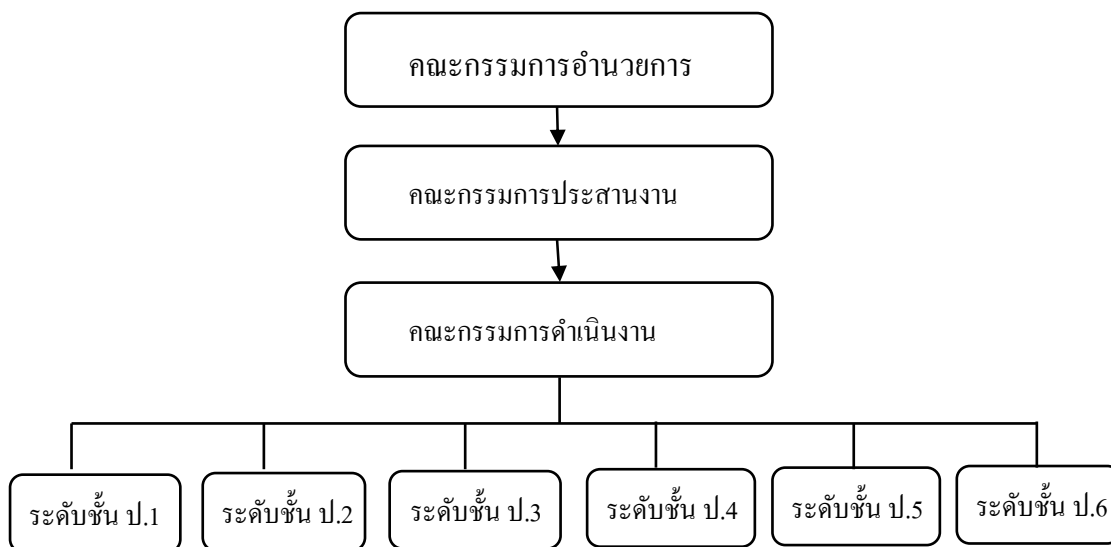 คณะกรรมการอำนวยการ
คณะกรรมการประสานงาน
คณะกรรมการดำเนินงาน
ระดับชั้น ป.1
ระดับชั้น ป.2
ระดับชั้น ป.3
ระดับชั้น ป.4
ระดับชั้น ป.5
ระดับชั้น ป.6